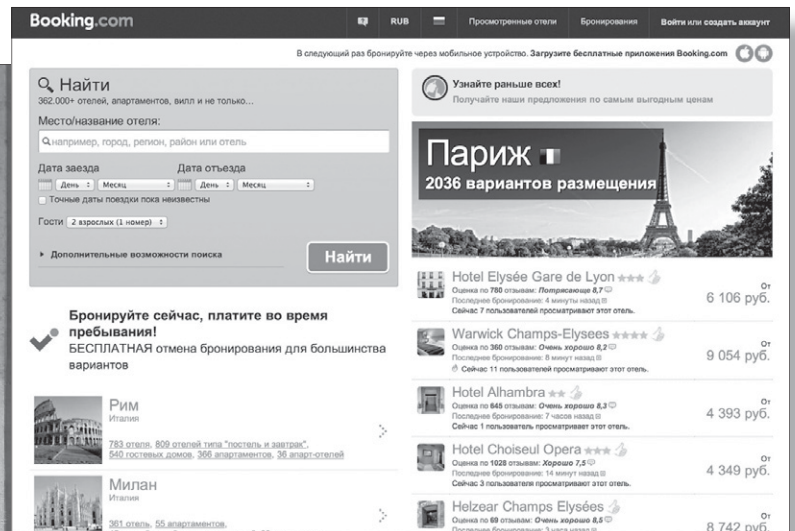 Booking.com
RUB
Просмотренные отели
Бронирования
Войти или создать аккаунт
В следующий раз бронируйте через мобильное устройство. Загрузите бесплатные приложения Booking.com
Найти
362.000+ отелей, апартаментов, вилл и не только...
Место/название отеля:
например, город, регион, район или отель
Дата заезда
Дата отъезда
День Месяц
День Месяц
Точные даты поездки пока неизвестны
Гости 2 взрослых (1 номер)
Дополнительные возможности поиска
Найти
Бронируйте сейчас, платите во время
пребывания!
БЕСПЛАТНАЯ отмена бронирования для большинства
вариантов
Рим
Италия
783 отеля, 809 отелей типа "постель и завтрак",
540 гостевых домов, 366 апартаментов, 36 апарт-отелей
Милан
Италия
361 отель, 55 апартаментов,
Узнайте раньше всех!
Получайте наши предложения по самым выгодным ценам
Париж
2036 вариантов размещения
Hotel Elysée Gare de Lyon
Оценка по 780 отзывам: Потрясающе 8,7
Последнее бронирование: 4 минуты назад
Сейчас 7 пользователей просматривают этот отель.
От
6 106 руб.
Warwick Champs-Elysees
Оценка по 360 отзывам: Очень хорошо 8,2
Последнее бронирование: 8 минут назад
Сейчас 11 пользователей просматривают этот отель.
От
9 054 руб.
Hotel Alhambra
Оценка по 645 отзывам: Очень хорошо 8,3
Последнее бронирование: 7 часов назад
Сейчас 1 пользователь просматривает этот отель.
От
4 393 руб.
Hotel Choiseul Opera
Оценка по 1028 отзывам: Хорошо 7,5
Последнее бронирование: 14 минут назад
Сейчас 3 пользователя просматривают этот отель.
От
4 349 руб.
Helzear Champs Elysées
Оценка по 69 отзывам: Очень хорошо 8,5
Последнее бронирование: 3 часа назад
От
8 742 руб.